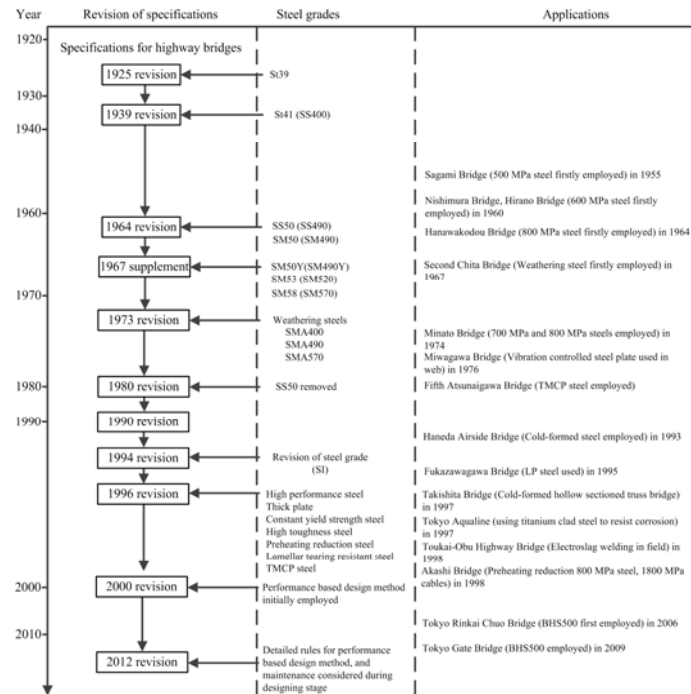 Year
Revision of specifications
Steel grades
Applications
1920
Specifications for highway bridges
1925 revision
St39
1930
1939 revision
St41 (SS400)
1940
Sagami Bridge (500 MPa steel firstly employed) in 1955
Nishimura Bridge, Hirano Bridge (600 MPa steel firstly
employed) in 1960
1960
1964 revision
SS50 (SS490)
SM50 (SM490)
Hanawakodou Bridge (800 MPa steel firstly employed) in 1964
1967 supplement
SM50Y(SM490Y)
SM53 (SM520)
SM58 (SM570)
Second Chita Bridge (Weathering steel firstly employed) in
1967
1970
1973 revision
Weathering steels
SMA400
SMA490
SMA570
Minato Bridge (700 MPa and 800 MPa steels employed) in
1974
Miwagawa Bridge (Vibration controlled steel plate used in
web) in 1976
1980
1980 revision
SS50 removed
Fifth Atsunaigawa Bridge (TMCP steel employed)
1990
1990 revision
Haneda Airside Bridge (Cold-formed steel employed) in 1993
1994 revision
Revision of steel grade
(SI)
Fukazawagawa Bridge (LP steel used) in 1995
1996 revision
High performance steel
Thick plate
Constant yield strength steel
High toughness steel
Preheating reduction steel
Lamellar tearing resistant steel
TMCP steel
Takishita Bridge (Cold-formed hollow sectioned truss bridge)
in 1997
Tokyo Aqualine (using titanium clad steel to resist corrosion)
in 1997
Toukai-Obu Highway Bridge (Electroslag welding in field) in
1998
Akashi Bridge (Preheating reduction 800 MPa steel, 1800 MPa
cables) in 1998
2000
2000 revision
Performance based design method
initially employed
Tokyo Rinkai Chuo Bridge (BHS500 first employed) in 2006
2010
2012 revision
Detailed rules for performance
based design method, and
maintenance considered during
designing stage
Tokyo Gate Bridge (BHS500 employed) in 2009